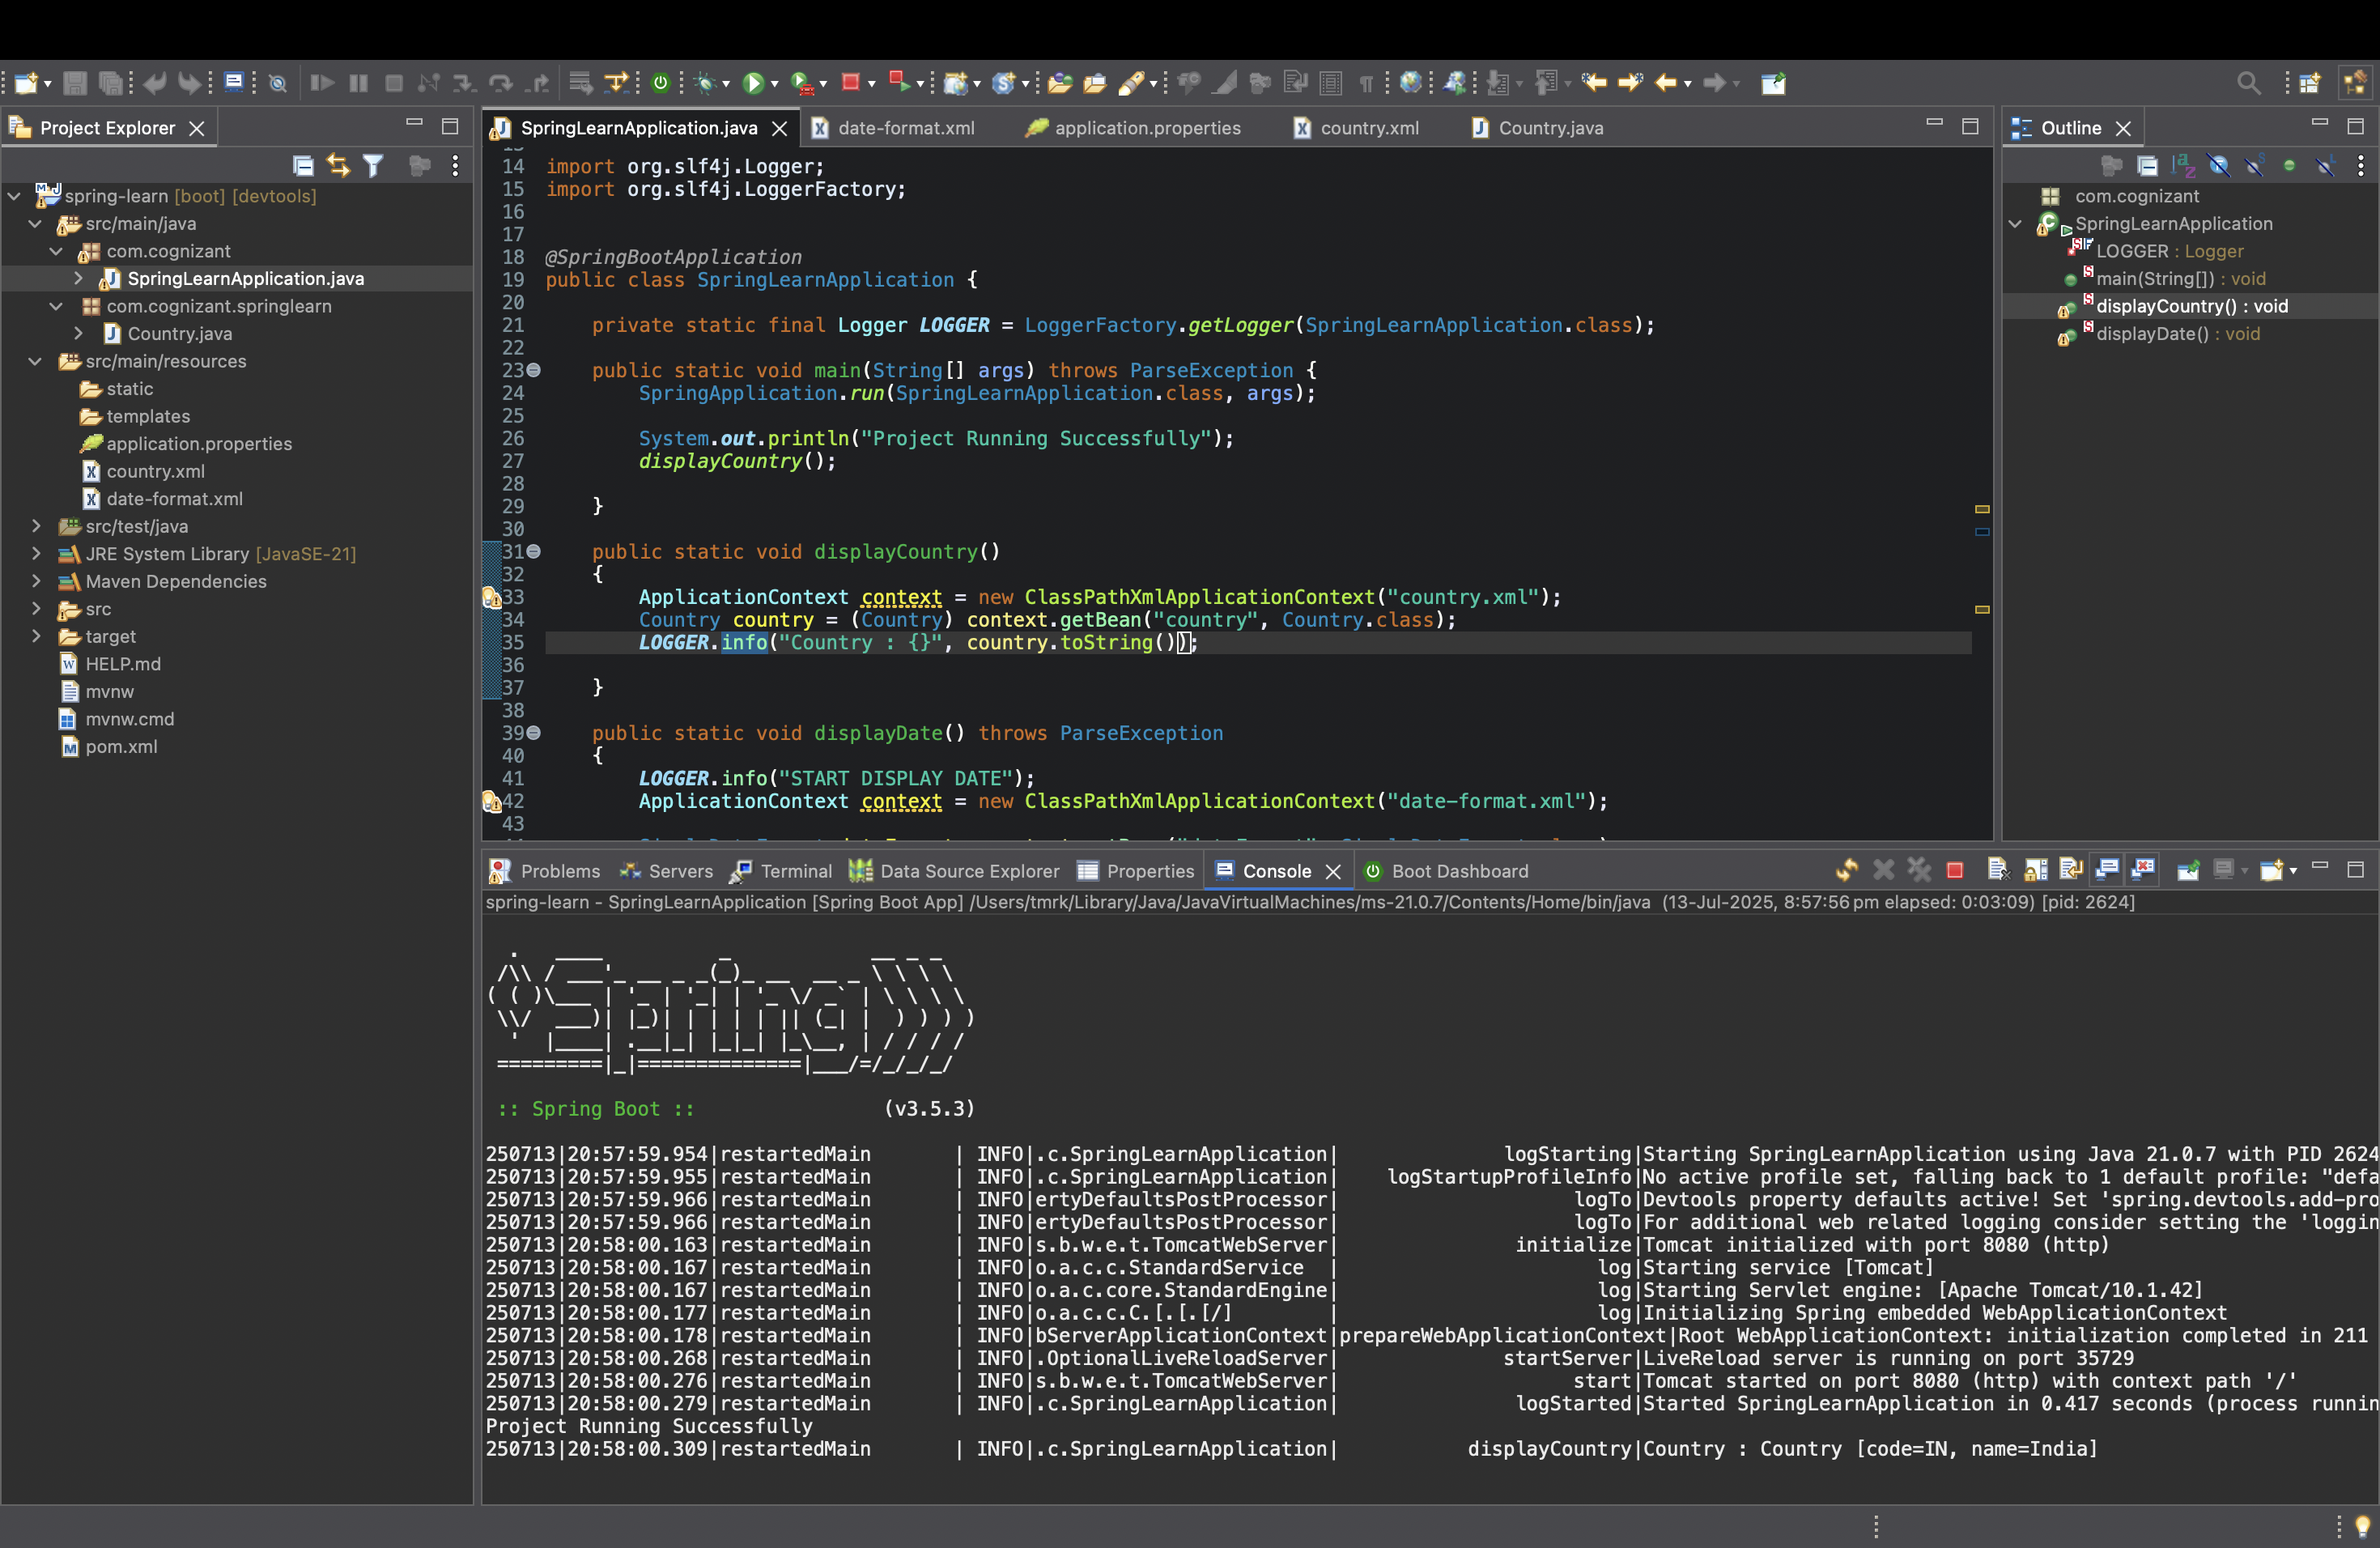 Project Explorer
spring-learn [boot] [devtools]
src/main/java
com.cognizant
SpringLearnApplication.java
com.cognizant.springlearn
Country.java
src/main/resources
static
templates
application.properties
country.xml
date-format.xml
src/test/java
JRE System Library [JavaSE-21]
Maven Dependencies
src
target
HELP.md
mvnw
mvnw.cmd
pom.xml
SpringLearnApplication.java date-format.xml application.properties country.xml Country.java
14 import org.slf4j.Logger;
15 import org.slf4j.LoggerFactory;
16
17
18 @SpringBootApplication
19 public class SpringLearnApplication {
20
21 private static final Logger LOGGER = LoggerFactory.getLogger(SpringLearnApplication.class);
22
23 public static void main(String[] args) throws ParseException {
24 SpringApplication.run(SpringLearnApplication.class, args);
25
26 System.out.println("Project Running Successfully");
27 displayCountry();
28
29 }
30
31 public static void displayCountry()
32 {
33 ApplicationContext context = new ClassPathXmlApplicationContext("country.xml");
34 Country country = (Country) context.getBean("country", Country.class);
35 LOGGER.info("Country : {}", country.toString());
36
37 }
38
39 public static void displayDate() throws ParseException
40 {
41 LOGGER.info("START DISPLAY DATE");
42 ApplicationContext context = new ClassPathXmlApplicationContext("date-format.xml");
43
Outline
com.cognizant
SpringLearnApplication
LOGGER : Logger
main(String[]) : void
displayCountry() : void
displayDate() : void
Problems Servers Terminal Data Source Explorer Properties Console Boot Dashboard
spring-learn - SpringLearnApplication [Spring Boot App] /Users/tmrk/Library/Java/JavaVirtualMachines/ms-21.0.7/Contents/Home/bin/java (13-Jul-2025, 8:57:56 pm elapsed: 0:03:09) [pid: 2624]
Spring
:: Spring Boot :: (v3.5.3)
250713|20:57:59.954|restartedMain | INFO|.c.SpringLearnApplication| logStarting|Starting SpringLearnApplication using Java 21.0.7 with PID 2624
250713|20:57:59.955|restartedMain | INFO|.c.SpringLearnApplication| logStartupProfileInfo|No active profile set, falling back to 1 default profile: "defa
250713|20:57:59.966|restartedMain | INFO|ertyDefaultsPostProcessor| logTo|Devtools property defaults active! Set 'spring.devtools.add-pro
250713|20:57:59.966|restartedMain | INFO|ertyDefaultsPostProcessor| logTo|For additional web related logging consider setting the 'loggin
250713|20:58:00.163|restartedMain | INFO|s.b.w.e.t.TomcatWebServer| initialize|Tomcat initialized with port 8080 (http)
250713|20:58:00.167|restartedMain | INFO|o.a.c.c.StandardService | log|Starting service [Tomcat]
250713|20:58:00.167|restartedMain | INFO|o.a.c.core.StandardEngine| log|Starting Servlet engine: [Apache Tomcat/10.1.42]
250713|20:58:00.177|restartedMain | INFO|o.a.c.c.C.[.[.[/] | log|Initializing Spring embedded WebApplicationContext
250713|20:58:00.178|restartedMain | INFO|bServerApplicationContext|prepareWebApplicationContext|Root WebApplicationContext: initialization completed in 211
250713|20:58:00.268|restartedMain | INFO|.OptionalLiveReloadServer| startServer|LiveReload server is running on port 35729
250713|20:58:00.276|restartedMain | INFO|s.b.w.e.t.TomcatWebServer| start|Tomcat started on port 8080 (http) with context path '/'
250713|20:58:00.279|restartedMain | INFO|.c.SpringLearnApplication| logStarted|Started SpringLearnApplication in 0.417 seconds (process runnin
Project Running Successfully
250713|20:58:00.309|restartedMain | INFO|.c.SpringLearnApplication| displayCountry|Country : Country [code=IN, name=India]